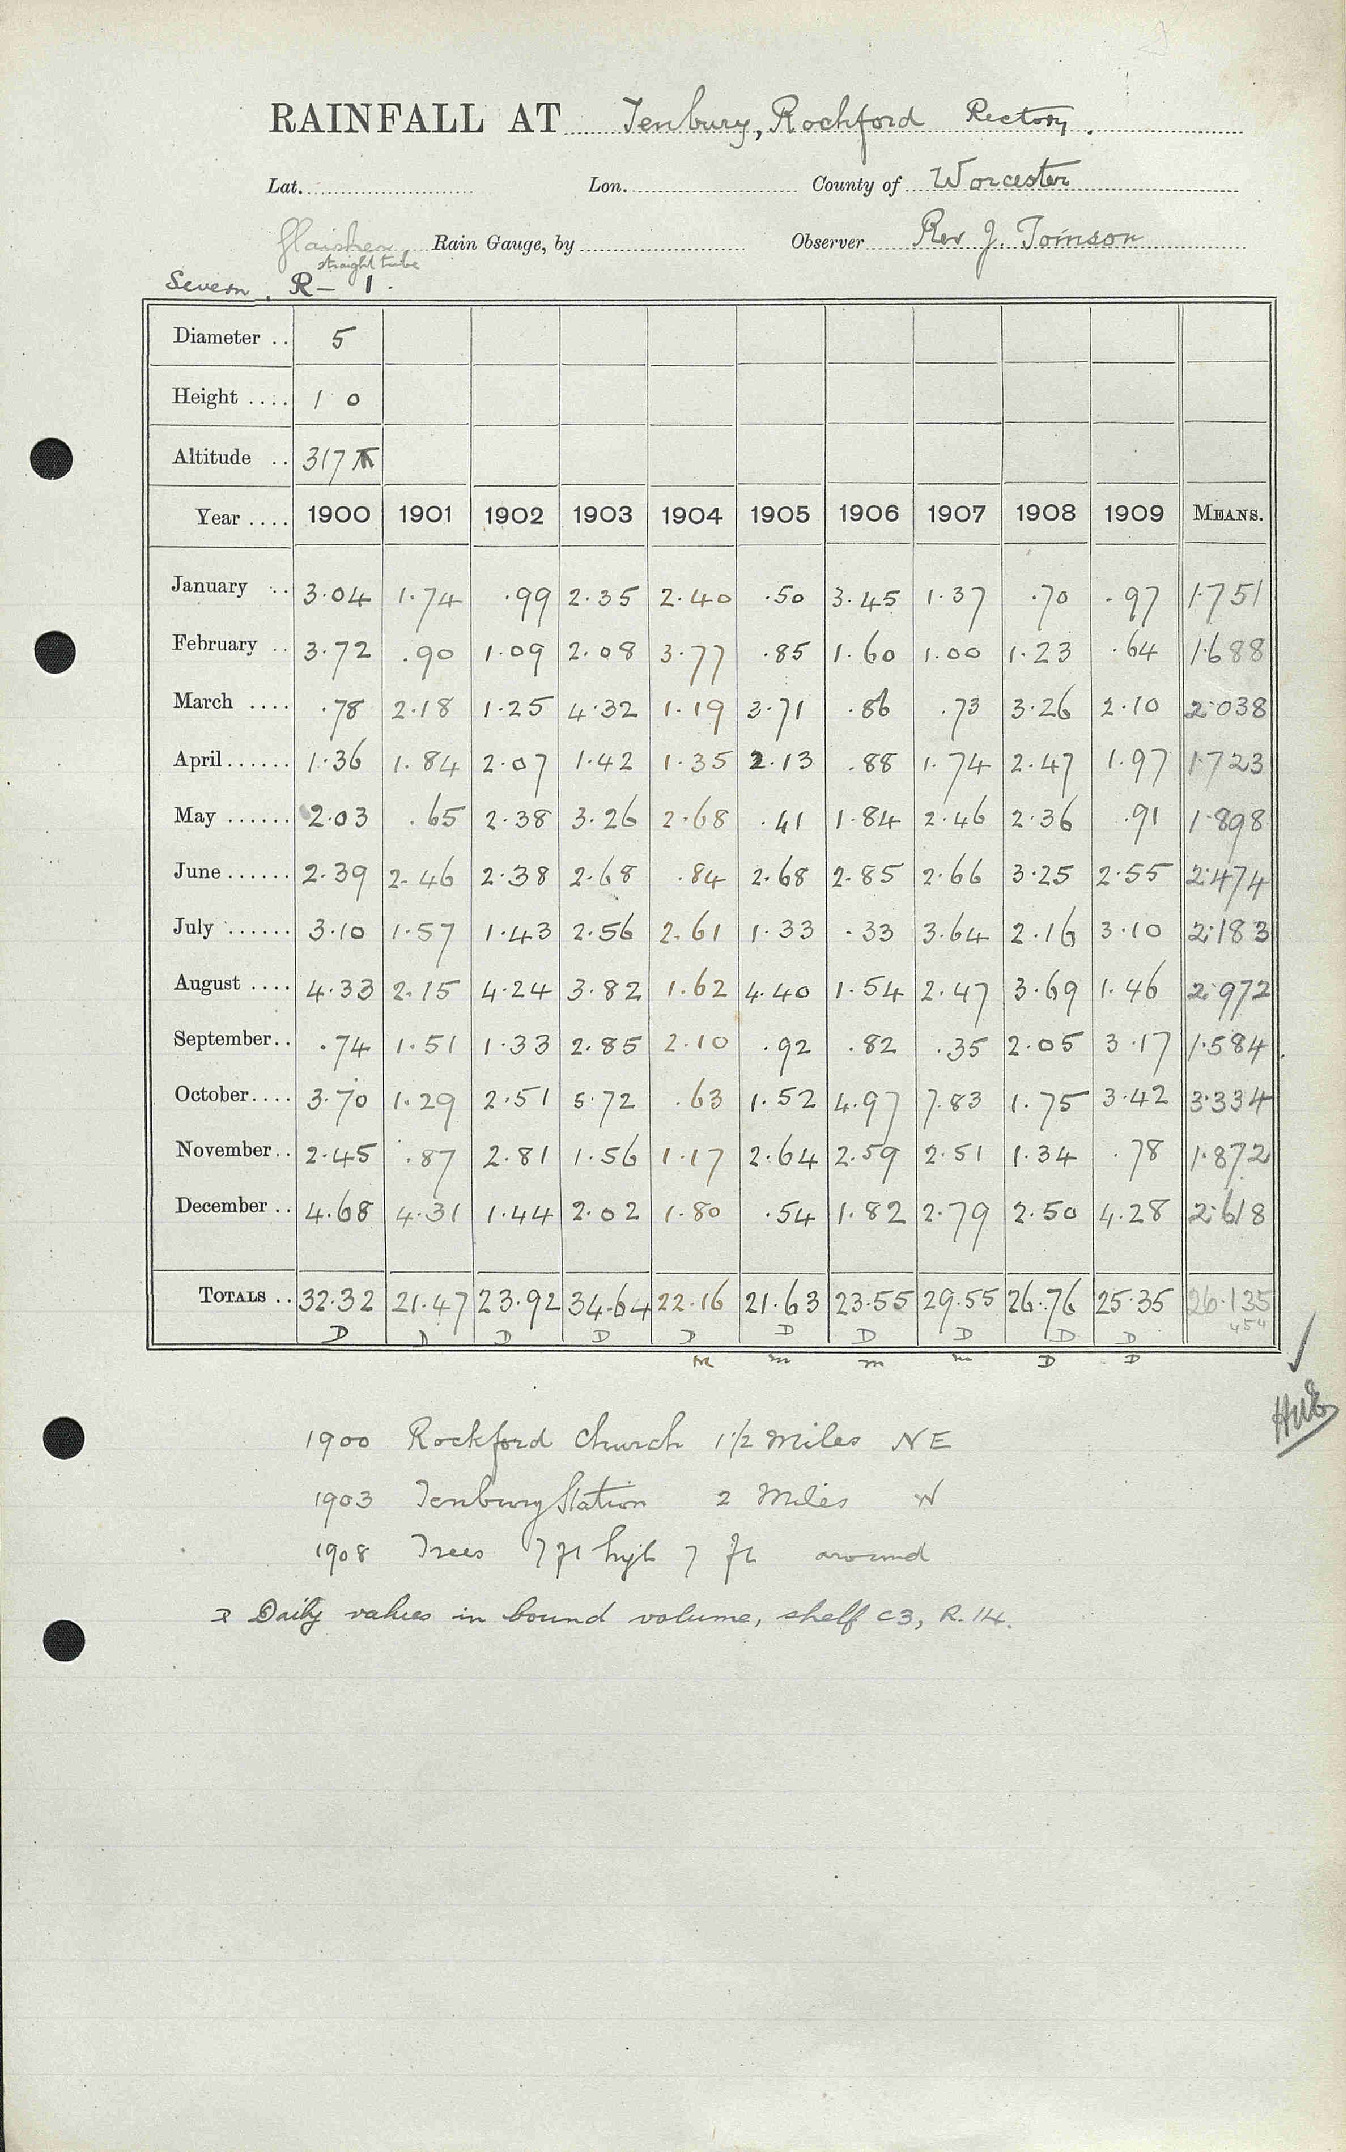 RAINFALL AT Tenbury, Rochford Rectory.
Lat. Lon. County of Worcester
Glaisher Rain Gauge, by Observer Rev J. Tomson
straight tube
Severn. R – 1.
Diameter .. 5
Height .... 1 0
Altitude .. 317
Year .... 1900 1901 1902 1903 1904 1905 1906 1907 1908 1909 MEANS.
January .. 3.04 1.74 .99 2.35 2.40 .50 3.45 1.37 .70 .97 1.751
February .. 3.72 .90 1.09 2.08 3.77 .85 1.60 1.00 1.23 .64 1.688
March .... .78 2.18 1.25 4.32 1.19 3.71 .86 .73 3.26 2.10 2.038
April...... 1.36 1.84 2.07 1.42 1.35 2.13 .88 1.74 2.47 1.97 1.723
May ...... 2.03 .65 2.38 3.26 2.68 .41 1.84 2.46 2.36 .91 1.898
June...... 2.39 2.46 2.38 2.68 .84 2.68 2.85 2.66 3.25 2.55 2.474
July ...... 3.10 1.57 1.43 2.56 2.61 1.33 .33 3.64 2.16 3.10 2.183
August .... 4.33 2.15 4.24 3.82 1.62 4.40 1.54 2.47 3.69 1.46 2.972
September.. .74 1.51 1.33 2.85 2.10 .92 .82 .35 2.05 3.17 1.584
October.... 3.70 1.29 2.51 5.72 .63 1.52 4.97 7.83 1.75 3.42 3.334
November.. 2.45 .87 2.81 1.56 1.17 2.64 2.59 2.51 1.34 .78 1.872
December .. 4.68 4.31 1.44 2.02 1.80 .54 1.82 2.79 2.50 4.28 2.618
TOTALS .. 32.32 21.47 23.92 34.64 22.16 21.63 23.55 29.55 26.76 25.35 26.135
454
D D D D D D D D D D
M m m m D D
1900 Rockford Church 1½ Miles NE
1903 Tenbury Station 2 Miles W
1908 Trees 7 ft high 7 ft around
D Daily values in bound volume, shelf C3, R.14.